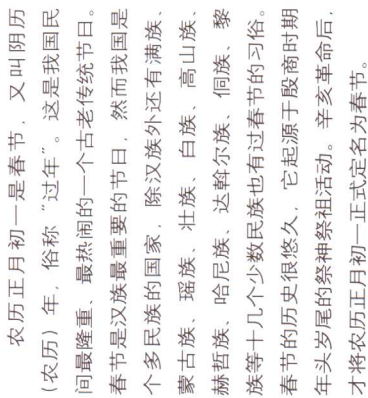 农历正月初一是春节，又叫阴历
（农历）年，俗称“过年”。这是我国民
间最隆重、最热闹的一个古老传统节日。
春节是汉族最重要的节日，然而我国是
个多民族的国家，除汉族外还有满族、
蒙古族、瑶族、壮族、白族、高山族、
赫哲族、哈尼族、达斡尔族、侗族、黎
族等十几个少数民族也有过春节的习俗。
春节的历史很悠久，它起源于殷商时期
年头岁尾的祭神祭祖活动。辛亥革命后，
才将农历正月初一正式定名为春节。